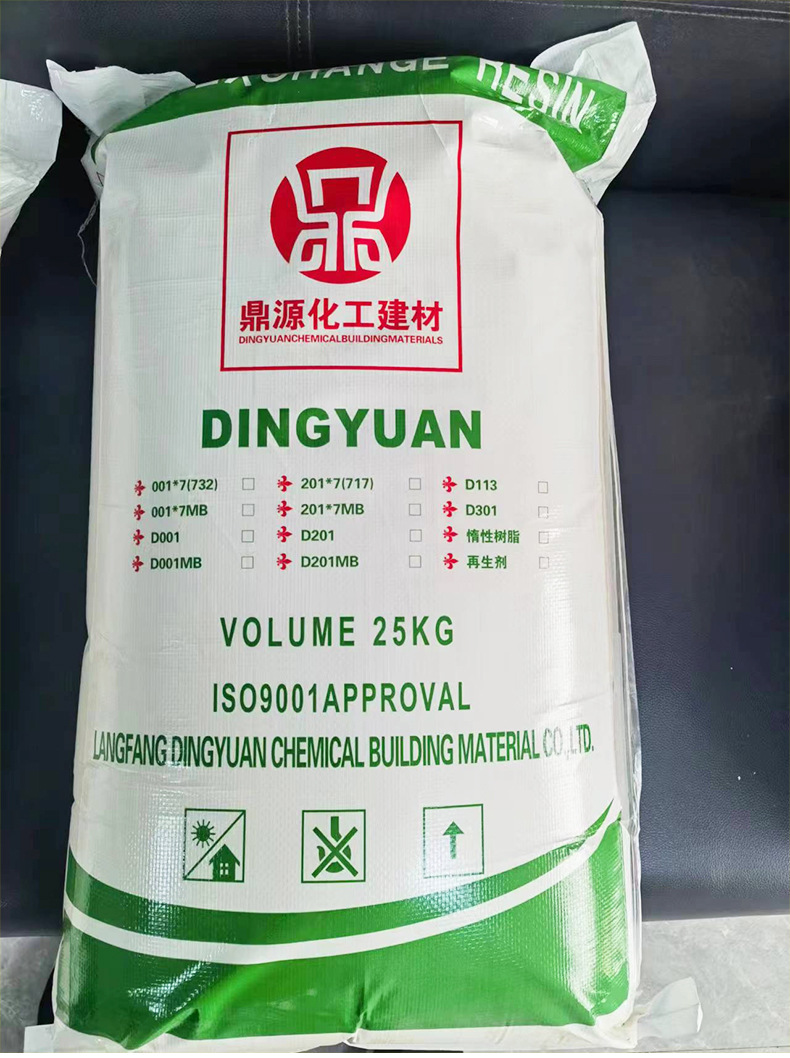 EXCHANGE RESIN
鼎源化工建材
DINGYUANCHEMICALBUILDINGMATERIALS
DINGYUAN
001*7(732) 201*7(717) D113
001*7MB 201*7MB D301
D001 D201 惰性树脂
D001MB D201MB 再生剂
VOLUME 25KG
ISO9001APPROVAL
LANGFANG DINGYUAN CHEMICAL BUILDING MATERIAL CO.,LTD.